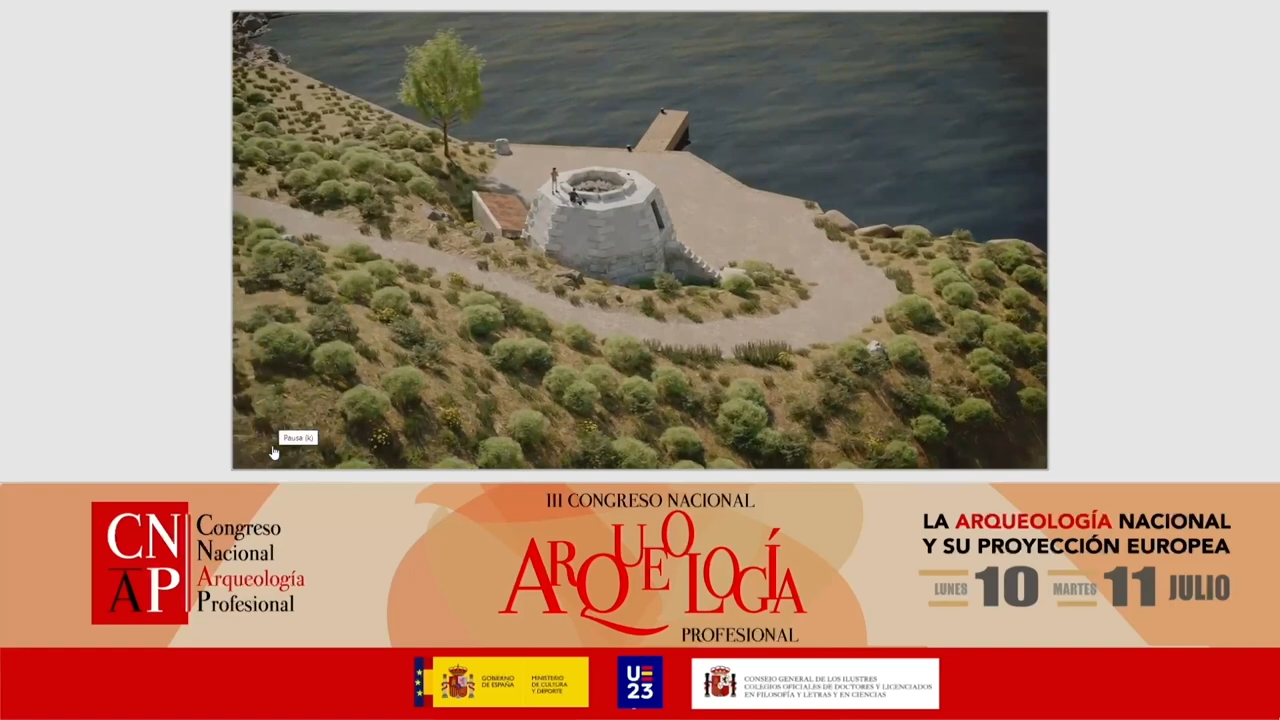 Pausa (k)
CN
AP
Congreso
Nacional
Arqueología
Profesional
III CONGRESO NACIONAL
ARQUEOLOGÍA
PROFESIONAL
LA ARQUEOLOGÍA NACIONAL
Y SU PROYECCIÓN EUROPEA
LUNES 10 MARTES 11 JULIO
GOBIERNO
DE ESPAÑA
MINISTERIO
DE CULTURA
Y DEPORTE
UE
23
CONSEJO GENERAL DE LOS ILUSTRES
COLEGIOS OFICIALES DE DOCTORES Y LICENCIADOS
EN FILOSOFÍA Y LETRAS Y EN CIENCIAS